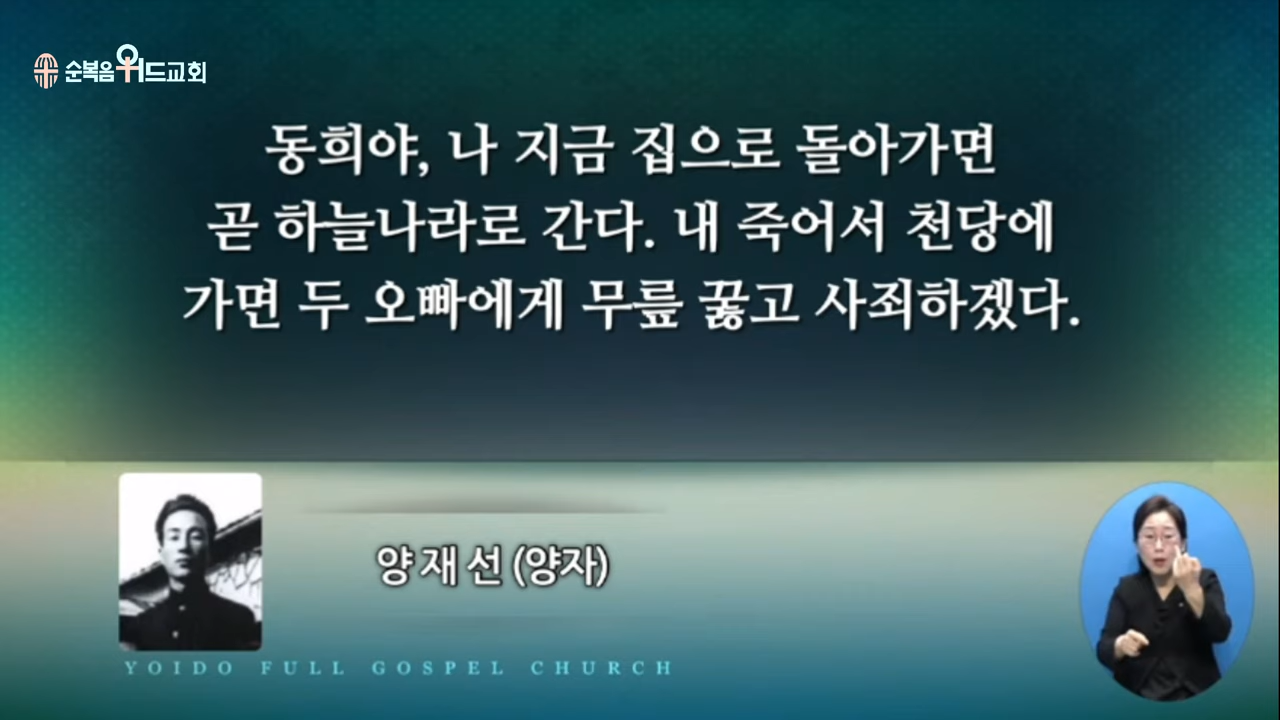 순복음위드교회
동희야, 나 지금 집으로 돌아가면
곧 하늘나라로 간다. 내 죽어서 천당에
가면 두 오빠에게 무릎 꿇고 사죄하겠다.
양재선 (양자)
YOIDO FULL GOSPEL CHURCH